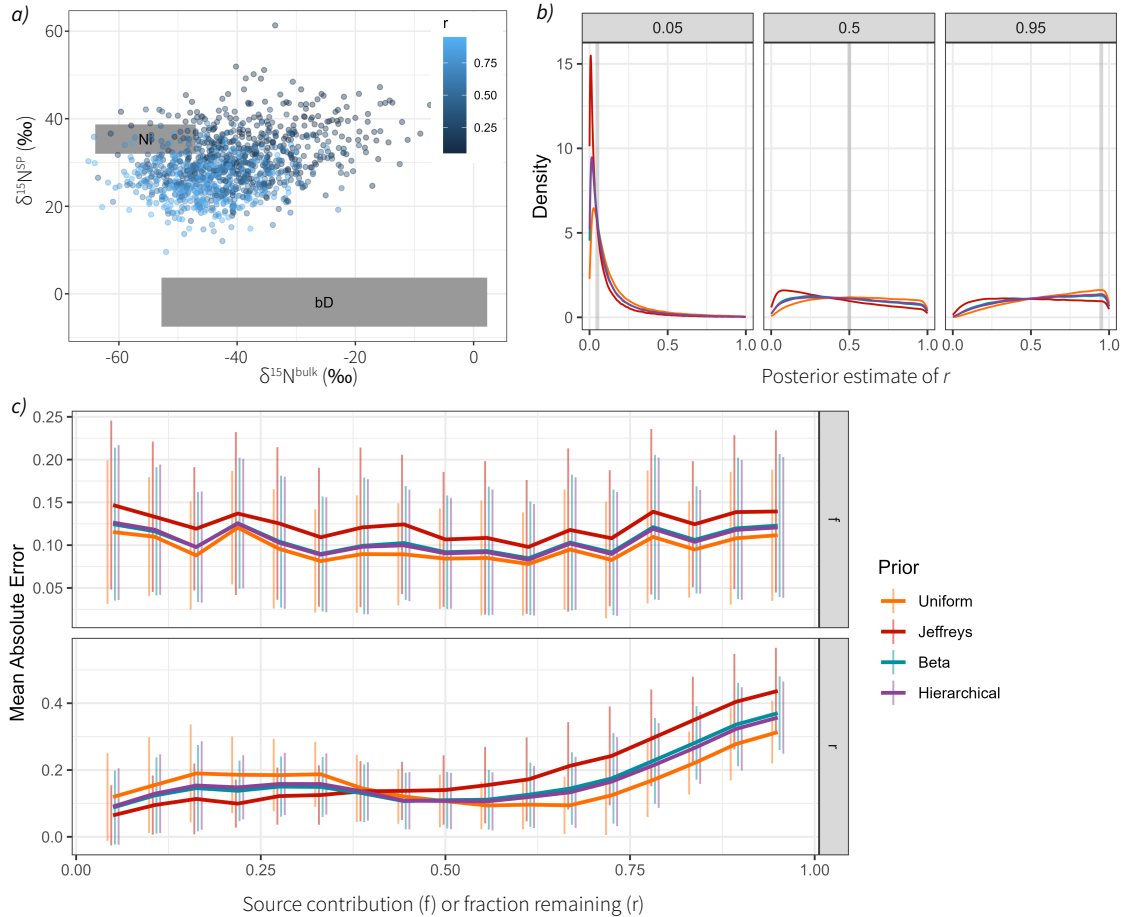 a)
δ¹⁵Nˢᴾ (‰)
60
40
20
0
-60
-40
-20
0
δ¹⁵Nᵇᵘˡᵏ (‰)
Ni
bD
r
0.75
0.50
0.25
b)
0.05
0.5
0.95
Density
15
10
5
0
0.0
0.5
1.0
0.0
0.5
1.0
0.0
0.5
1.0
Posterior estimate of r
c)
Mean Absolute Error
0.25
0.20
0.15
0.10
0.05
f
0.4
0.2
0.0
r
0.00
0.25
0.50
0.75
1.00
Source contribution (f) or fraction remaining (r)
Prior
Uniform
Jeffreys
Beta
Hierarchical